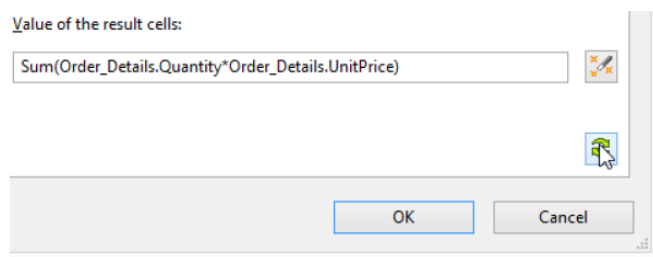 Value of the result cells:
Sum(Order_Details.Quantity*Order_Details.UnitPrice)
OK
Cancel